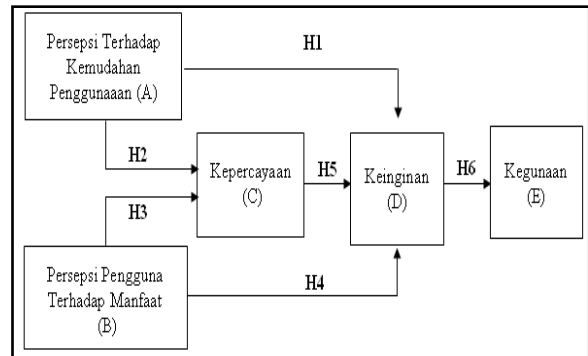 Persepsi Terhadap
Kemudahan
Penggunaaan (A)
H1
H2
Kepercayaan
(C)
H5
Keinginan
(D)
H6
Kegunaan
(E)
H3
Persepsi Pengguna
Terhadap Manfaat
(B)
H4